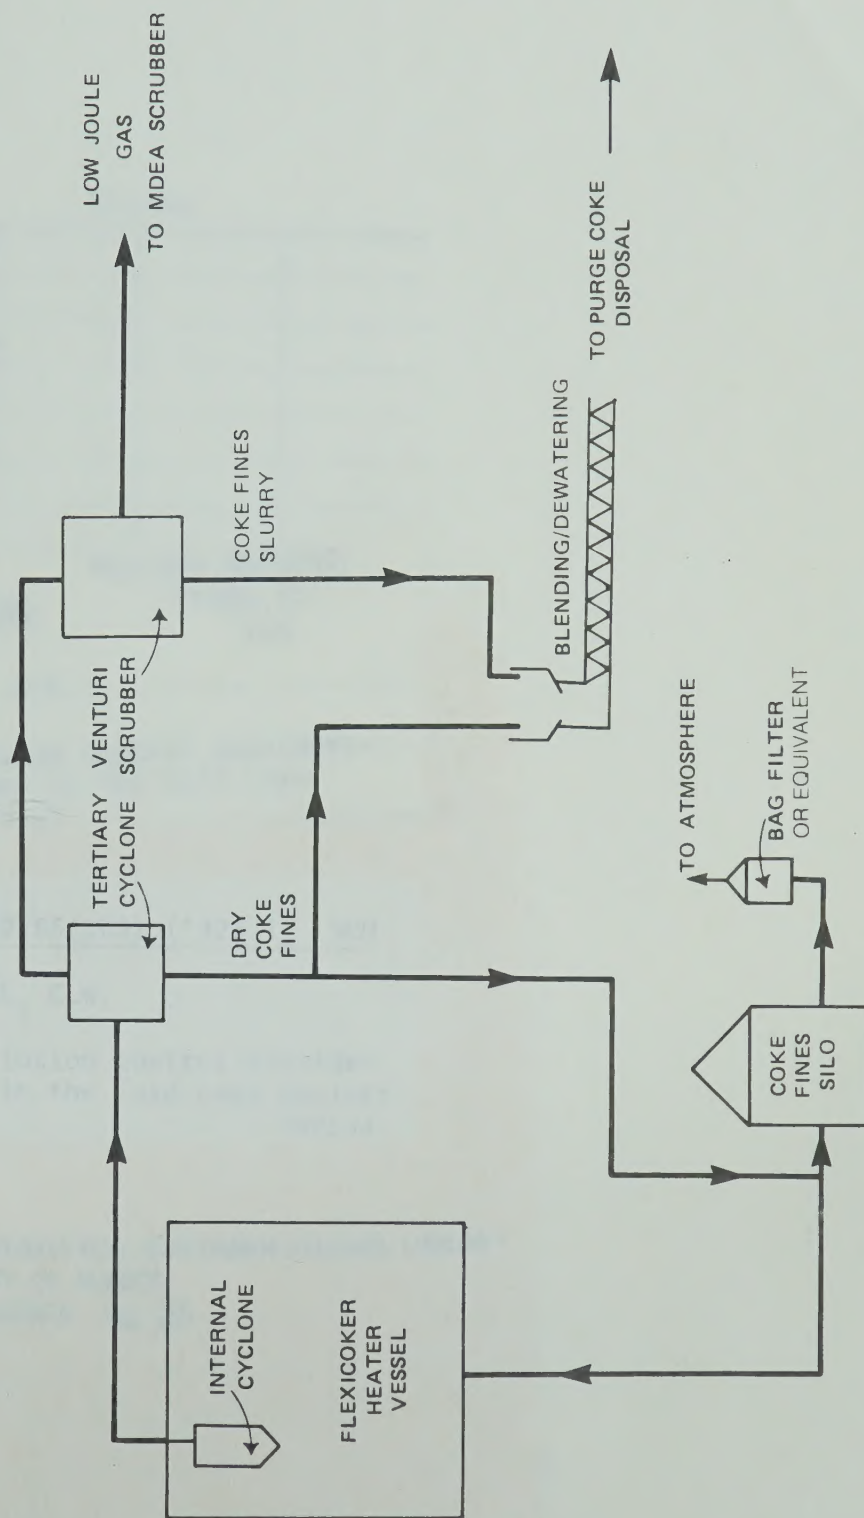 LOW JOULE
GAS
TO MDEA SCRUBBER
TERTIARY
CYCLONE
VENTURI
SCRUBBER
INTERNAL
CYCLONE
FLEXICOKER
HEATER
VESSEL
DRY
COKE
FINES
COKE FINES
SLURRY
BLENDING/DEWATERING
TO PURGE COKE
DISPOSAL
COKE
FINES
SILO
TO ATMOSPHERE
BAG FILTER
OR EQUIVALENT